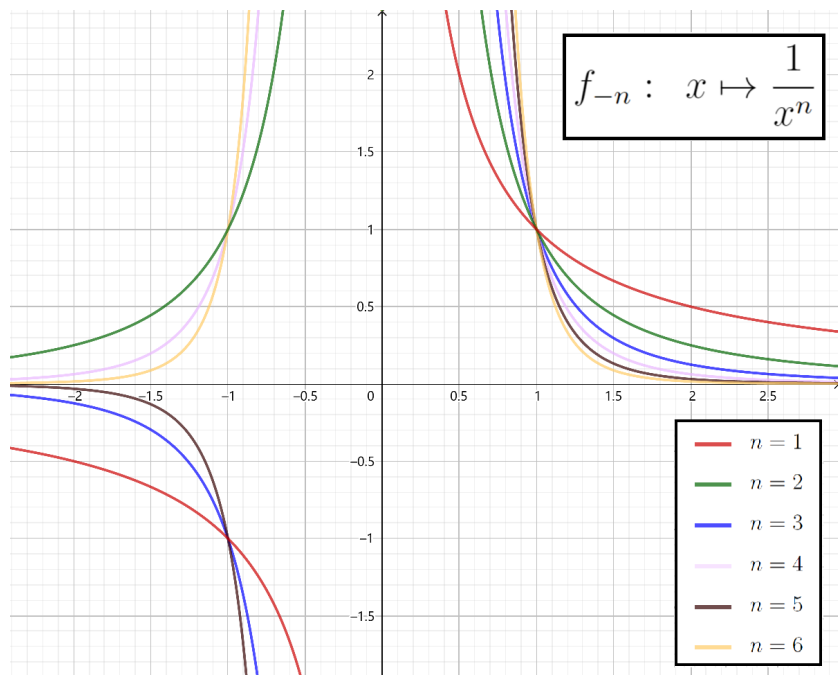 f₋ₙ : x ↦ 1/xⁿ
2
1.5
1
0.5
−2 −1.5 −1 −0.5 0 0.5 1 1.5 2 2.5
−0.5
−1
−1.5
n = 1
n = 2
n = 3
n = 4
n = 5
n = 6